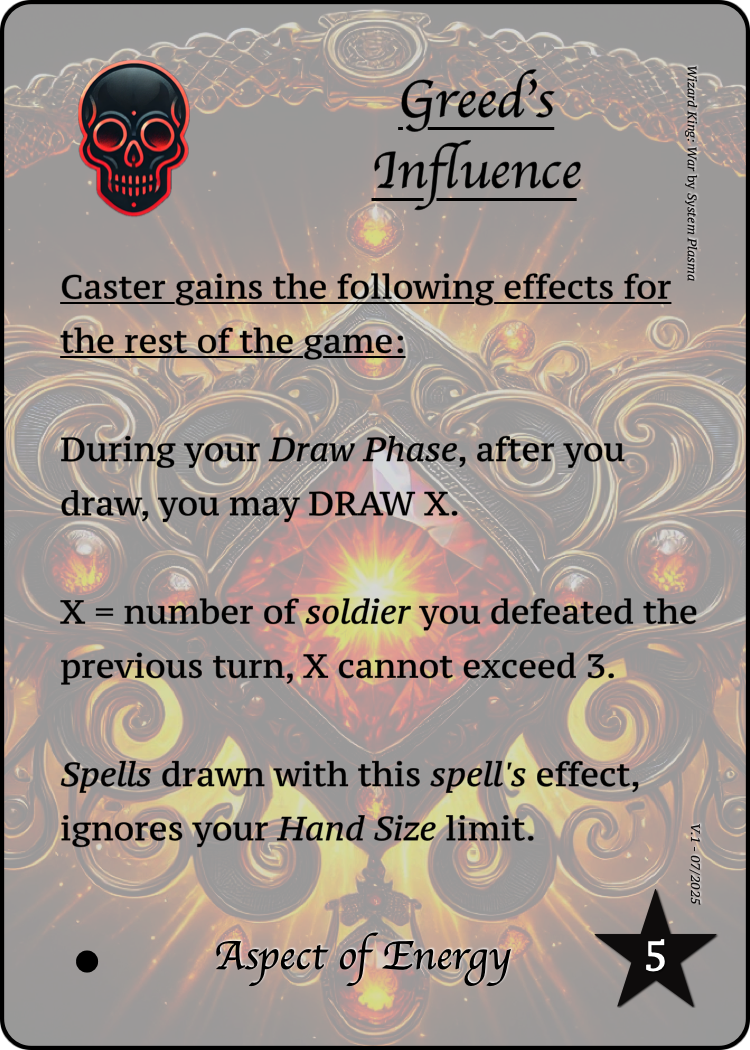 Greed's
Influence
Wizard King: War by System Plasma
Caster gains the following effects for
the rest of the game:
During your Draw Phase, after you
draw, you may DRAW X.
X = number of soldier you defeated the
previous turn, X cannot exceed 3.
Spells drawn with this spell's effect,
ignores your Hand Size limit.
V.1 - 07/2025
Aspect of Energy
5